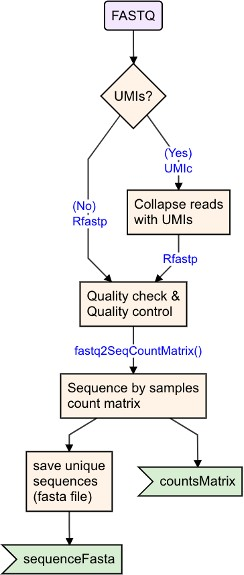 FASTQ
UMIs?
(Yes)
UMIc
(No)
Rfastp
Collapse reads
with UMIs
Rfastp
Quality check &
Quality control
fastq2SeqCountMatrix()
Sequence by samples
count matrix
save unique
sequences
(fasta file)
countsMatrix
sequenceFasta